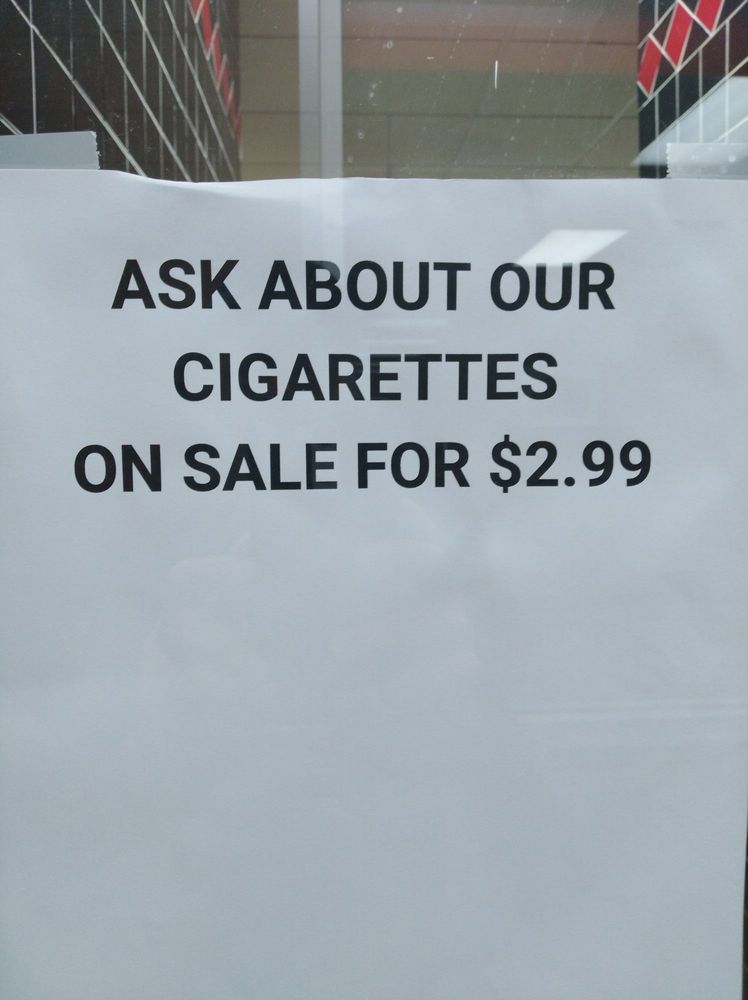 ASK ABOUT OUR
CIGARETTES
ON SALE FOR $2.99